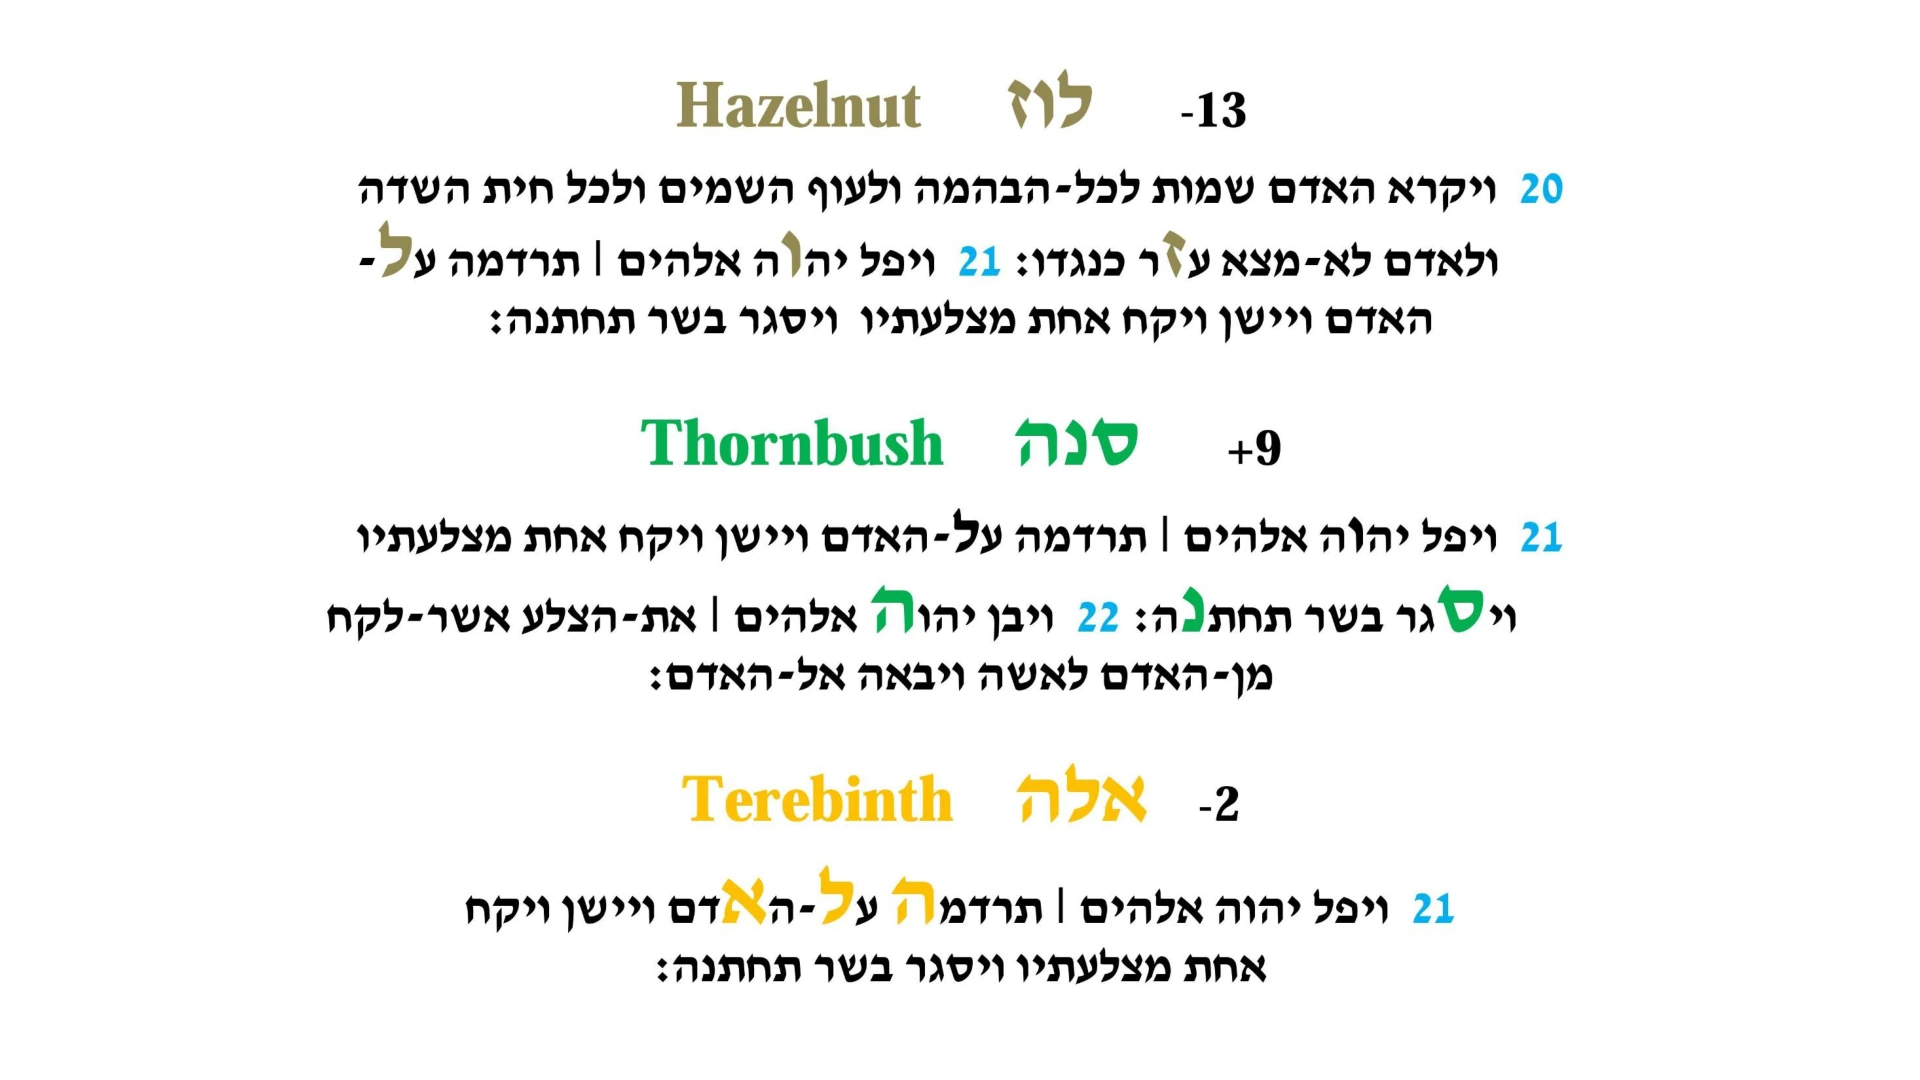 Hazelnut לוז -13
20 ויקרא האדם שמות לכל-הבהמה ולעוף השמים ולכל חית השדה
ולאדם לא-מצא עזר כנגדו: 21 ויפל יהוה אלהים | תרדמה על-
האדם ויישן ויקח אחת מצלעתיו ויסגר בשר תחתנה:
Thornbush סנה +9
21 ויפל יהוה אלהים | תרדמה על-האדם ויישן ויקח אחת מצלעתיו
ויסגר בשר תחתנה: 22 ויבן יהוה אלהים | את-הצלע אשר-לקח
מן-האדם לאשה ויבאה אל-האדם:
Terebinth אלה -2
21 ויפל יהוה אלהים | תרדמה על-האדם ויישן ויקח
אחת מצלעתיו ויסגר בשר תחתנה: